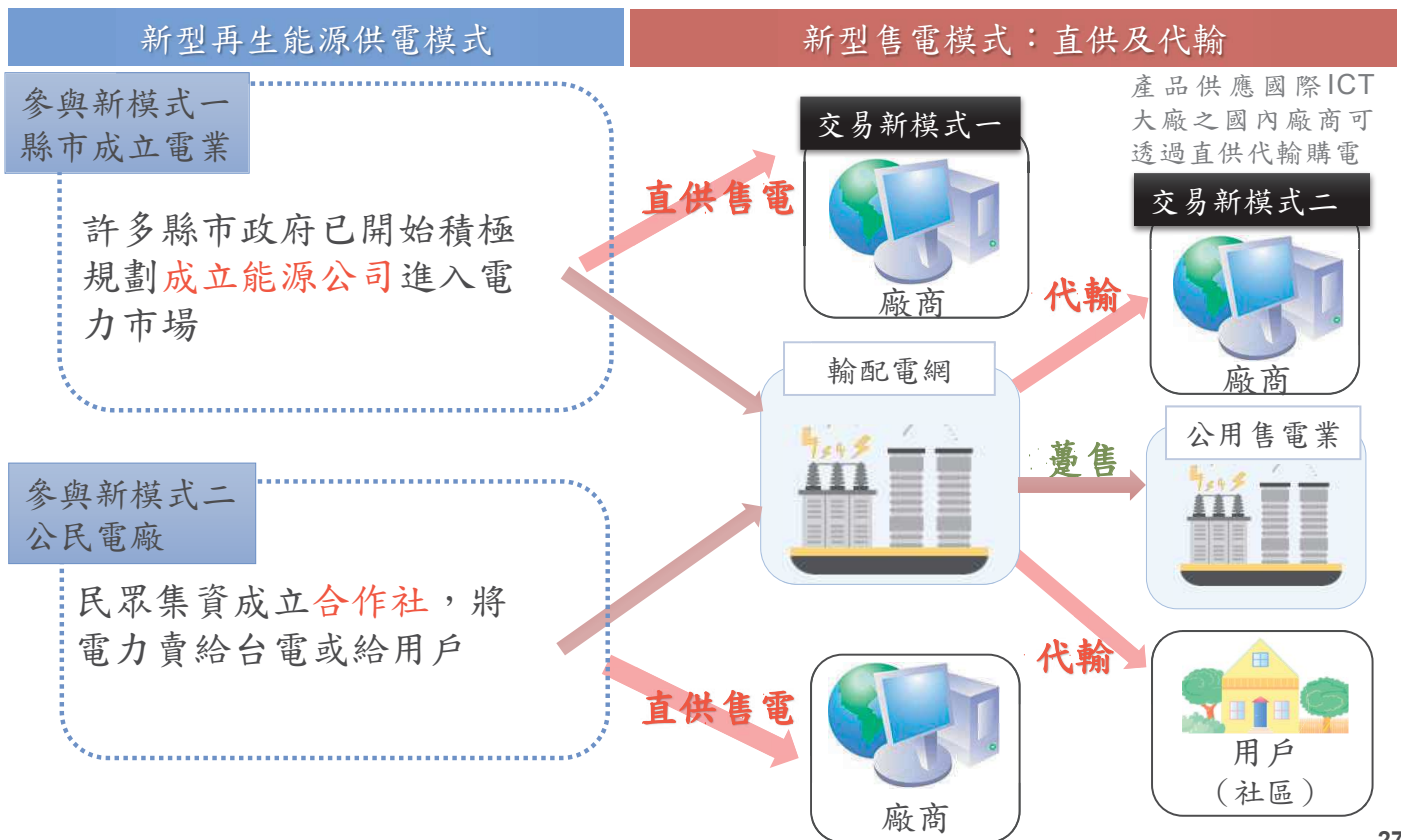 新型再生能源供電模式
新型售電模式：直供及代輸
參與新模式一
縣市成立電業
許多縣市政府已開始積極
規劃成立能源公司進入電
力市場
參與新模式二
公民電廠
民眾集資成立合作社，將
電力賣給台電或給用戶
直供售電
交易新模式一
廠商
產品供應國際ICT
大廠之國內廠商可
透過直供代輸購電
交易新模式二
廠商
代輸
輸配電網
躉售
公用售電業
代輸
用戶
（社區）
直供售電
廠商
27